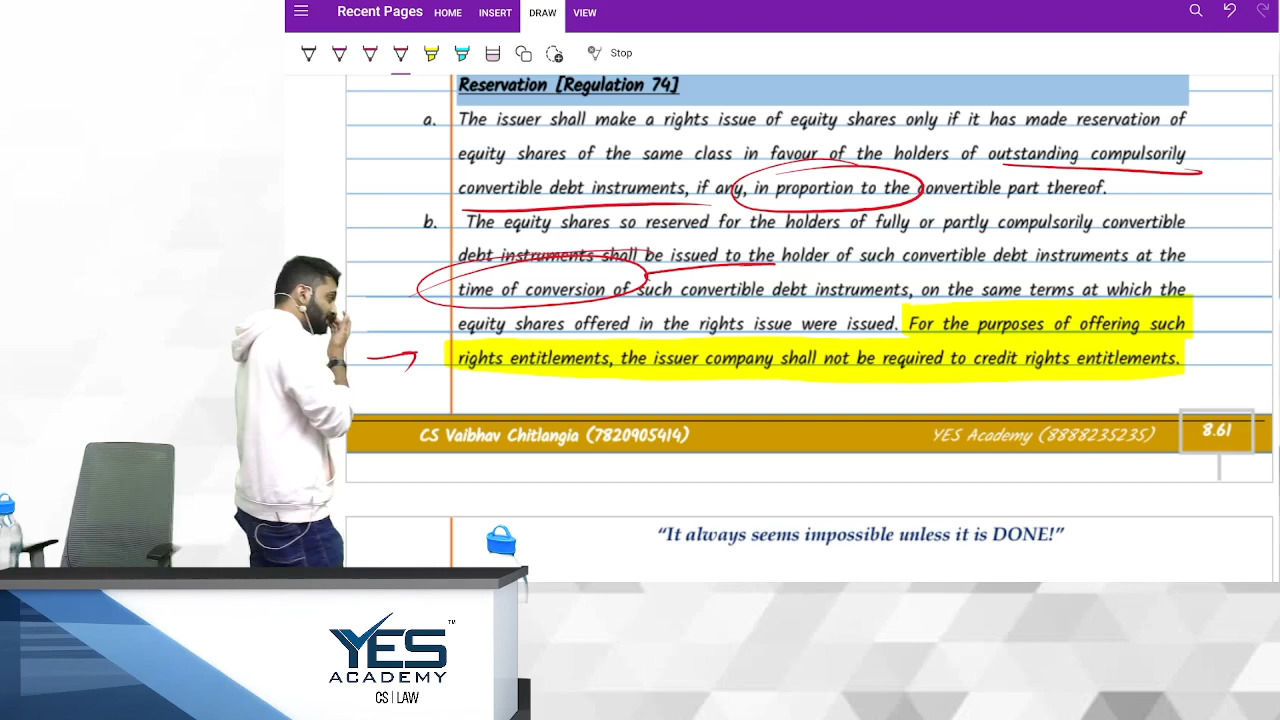 Recent Pages HOME INSERT DRAW VIEW
Stop
Reservation [Regulation 74]
a. The issuer shall make a rights issue of equity shares only if it has made reservation of
equity shares of the same class in favour of the holders of outstanding compulsorily
convertible debt instruments, if any, in proportion to the convertible part thereof.
b. The equity shares so reserved for the holders of fully or partly compulsorily convertible
debt instruments shall be issued to the holder of such convertible debt instruments at the
time of conversion of such convertible debt instruments, on the same terms at which the
equity shares offered in the rights issue were issued. For the purposes of offering such
rights entitlements, the issuer company shall not be required to credit rights entitlements.
CS Vaibhav Chitlangia (7820905414) YES Academy (8888235235) 8.61
“It always seems impossible unless it is DONE!”
YES™
ACADEMY
CS | LAW